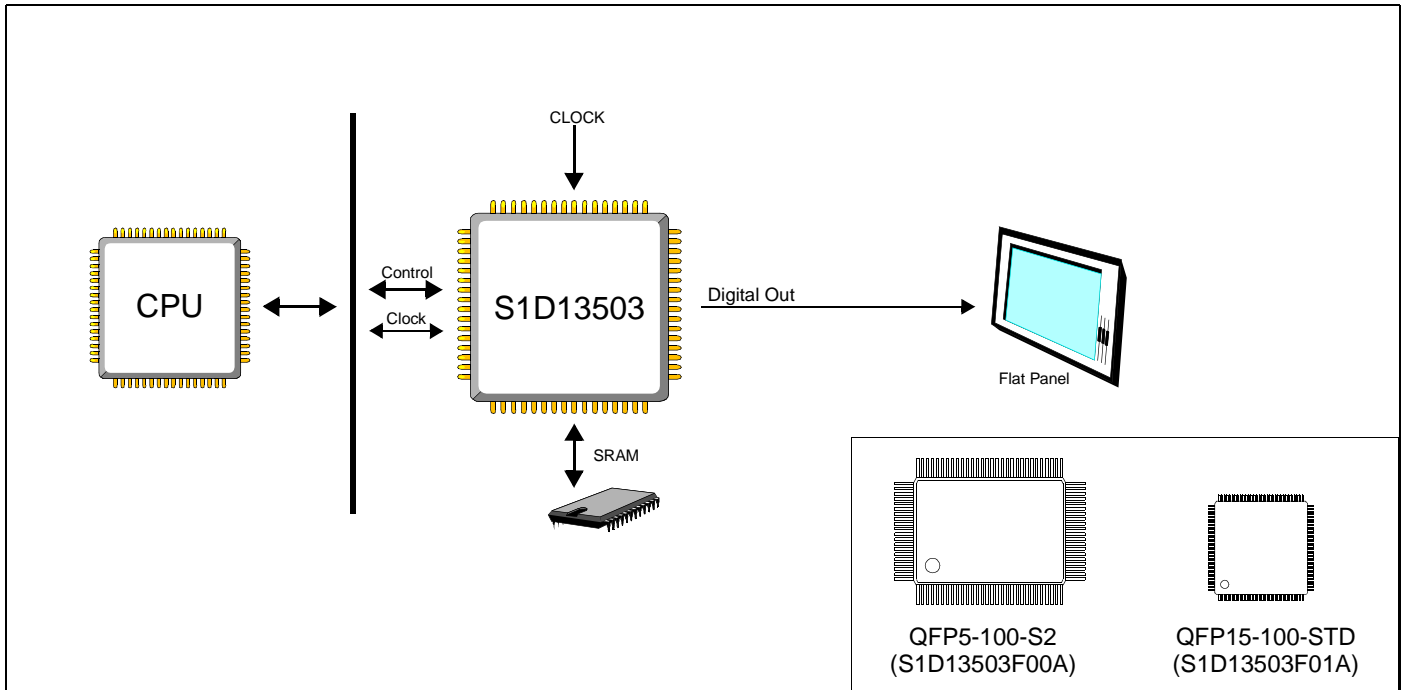 CLOCK
CPU
Control
Clock
S1D13503
Digital Out
Flat Panel
SRAM
QFP5-100-S2
(S1D13503F00A)
QFP15-100-STD
(S1D13503F01A)